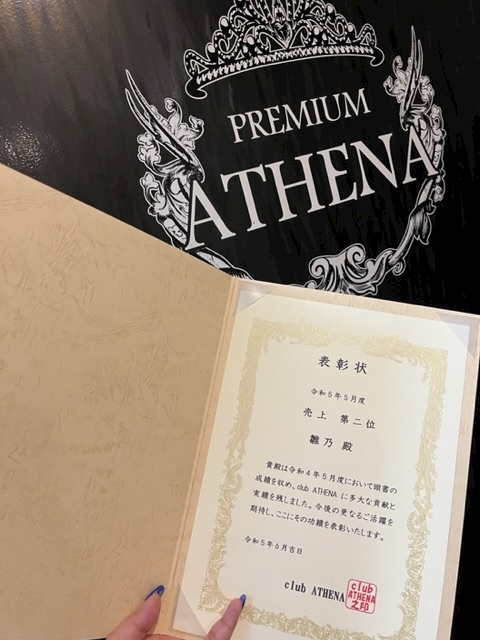 PREMIUM
ATHENA
表彰状
令和5年5月度
売上 第二位
雛乃 殿
貴殿は令和4年5月度において頭書の
成績を収め、club ATHENA に多大な貢献と
実績を残しました。今後の更なるご活躍を
期待し、ここにその功績を表彰いたします。
令和5年6月吉日
club ATHENA
club
ATHENA
之印